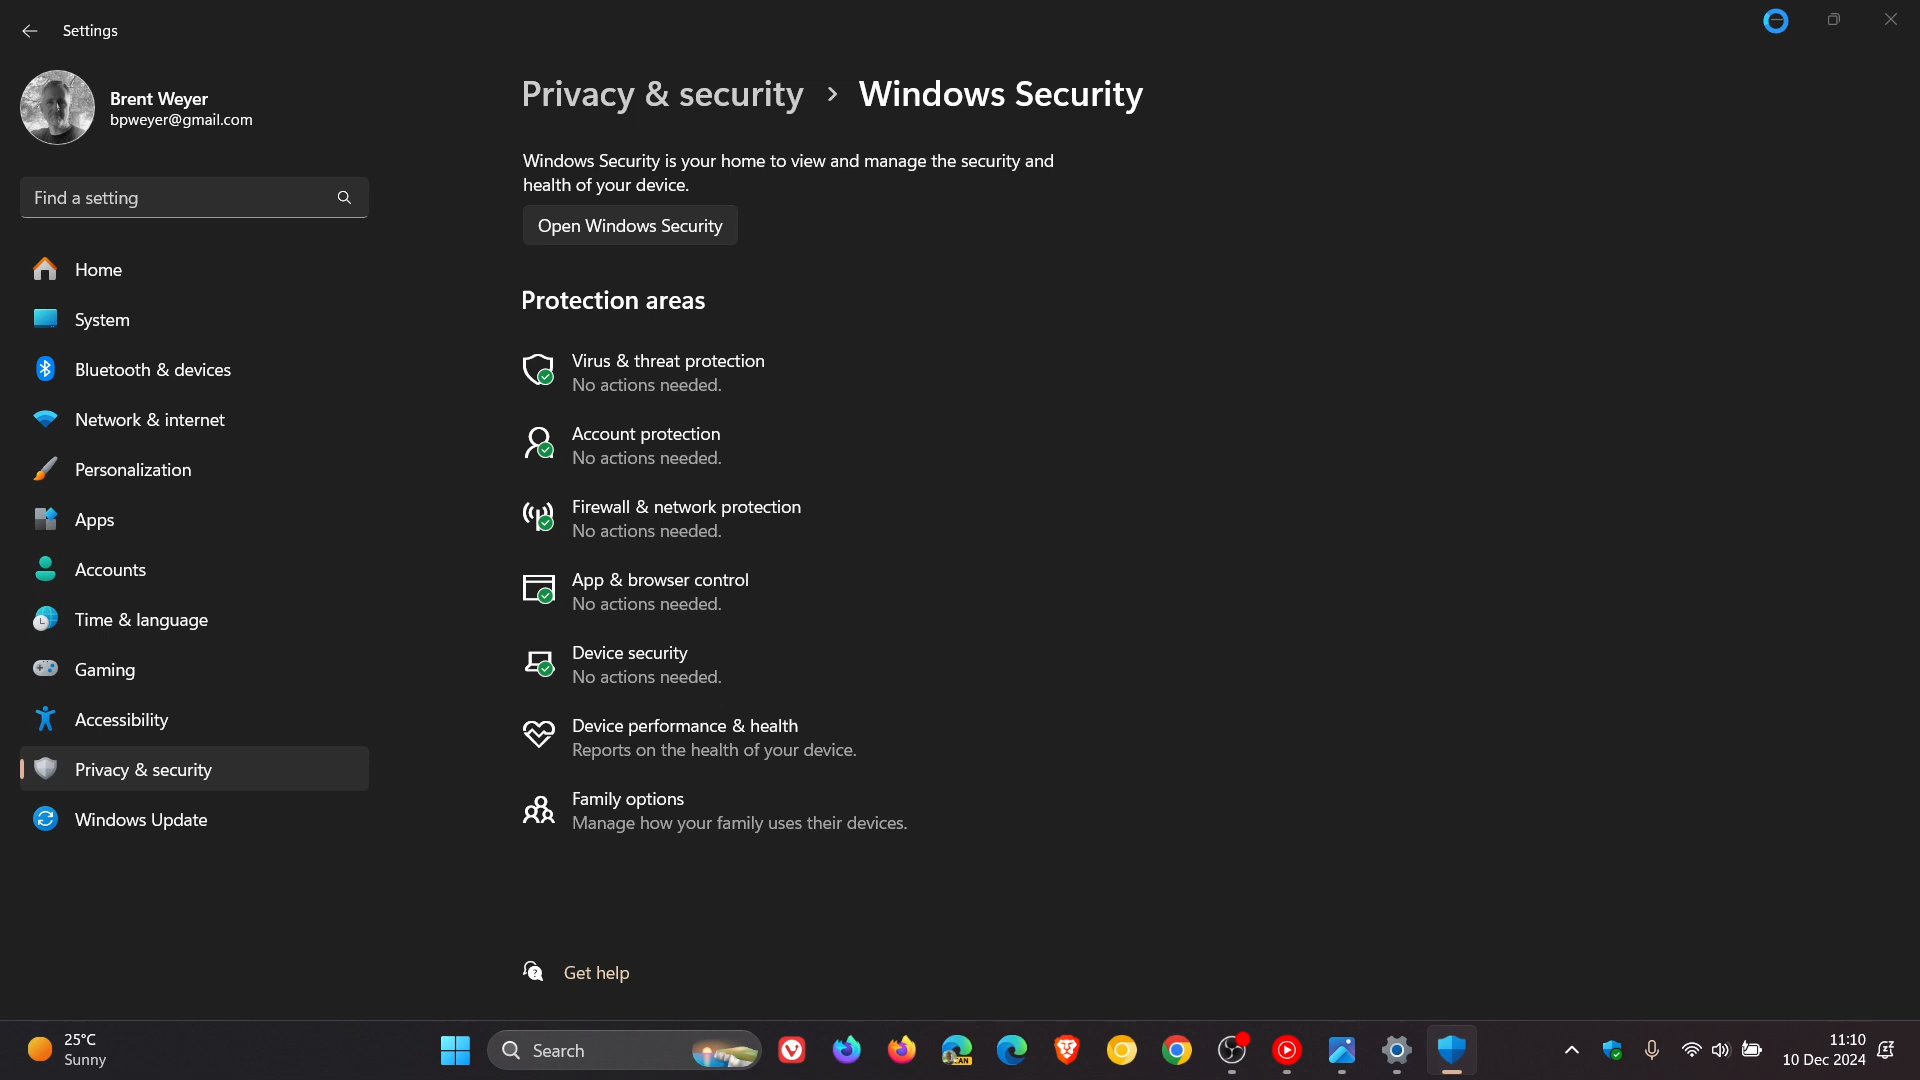 Settings
Brent Weyer
bpweyer@gmail.com
Find a setting
Home
System
Bluetooth & devices
Network & internet
Personalization
Apps
Accounts
Time & language
Gaming
Accessibility
Privacy & security
Windows Update
Privacy & security > Windows Security
Windows Security is your home to view and manage the security and
health of your device.
Open Windows Security
Protection areas
Virus & threat protection
No actions needed.
Account protection
No actions needed.
Firewall & network protection
No actions needed.
App & browser control
No actions needed.
Device security
No actions needed.
Device performance & health
Reports on the health of your device.
Family options
Manage how your family uses their devices.
Get help
25°C
Sunny
Search
CAN
11:10
10 Dec 2024